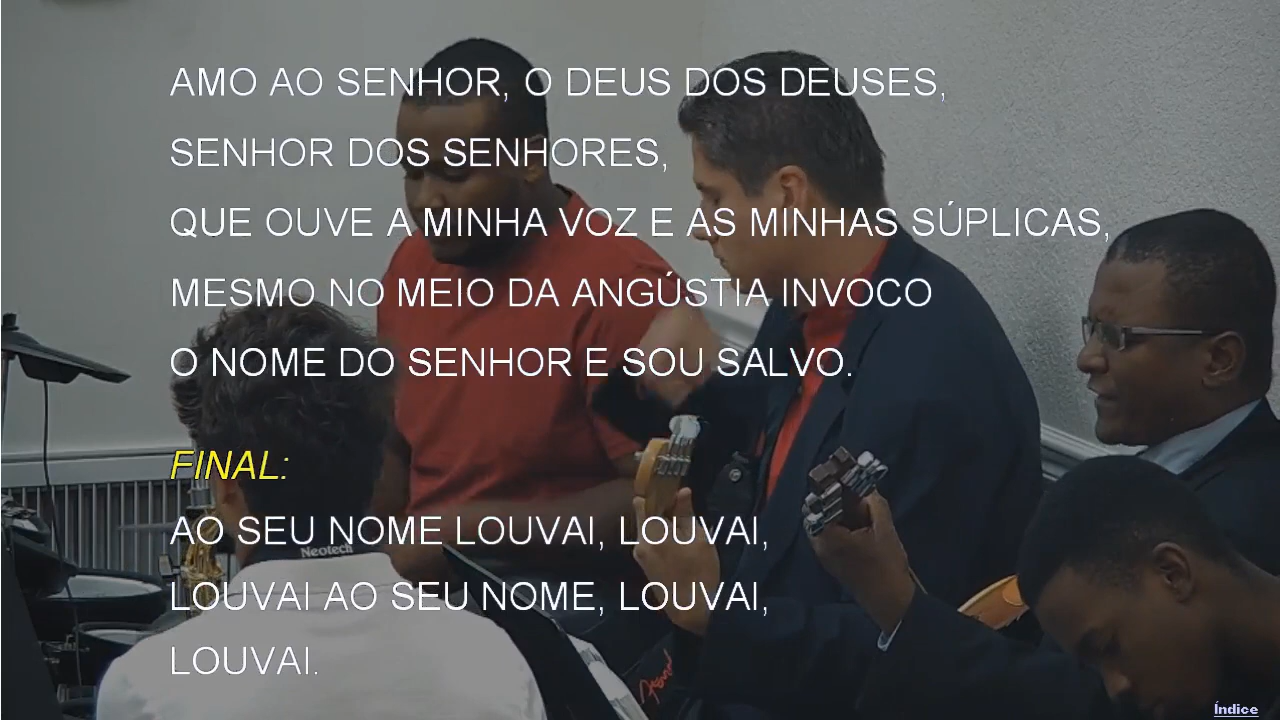 AMO AO SENHOR, O DEUS DOS DEUSES,
SENHOR DOS SENHORES,
QUE OUVE A MINHA VOZ E AS MINHAS SÚPLICAS,
MESMO NO MEIO DA ANGÚSTIA INVOCO
O NOME DO SENHOR E SOU SALVO.
FINAL:
AO SEU NOME LOUVAI, LOUVAI,
Neotech
LOUVAI AO SEU NOME, LOUVAI,
LOUVAI.
Índice